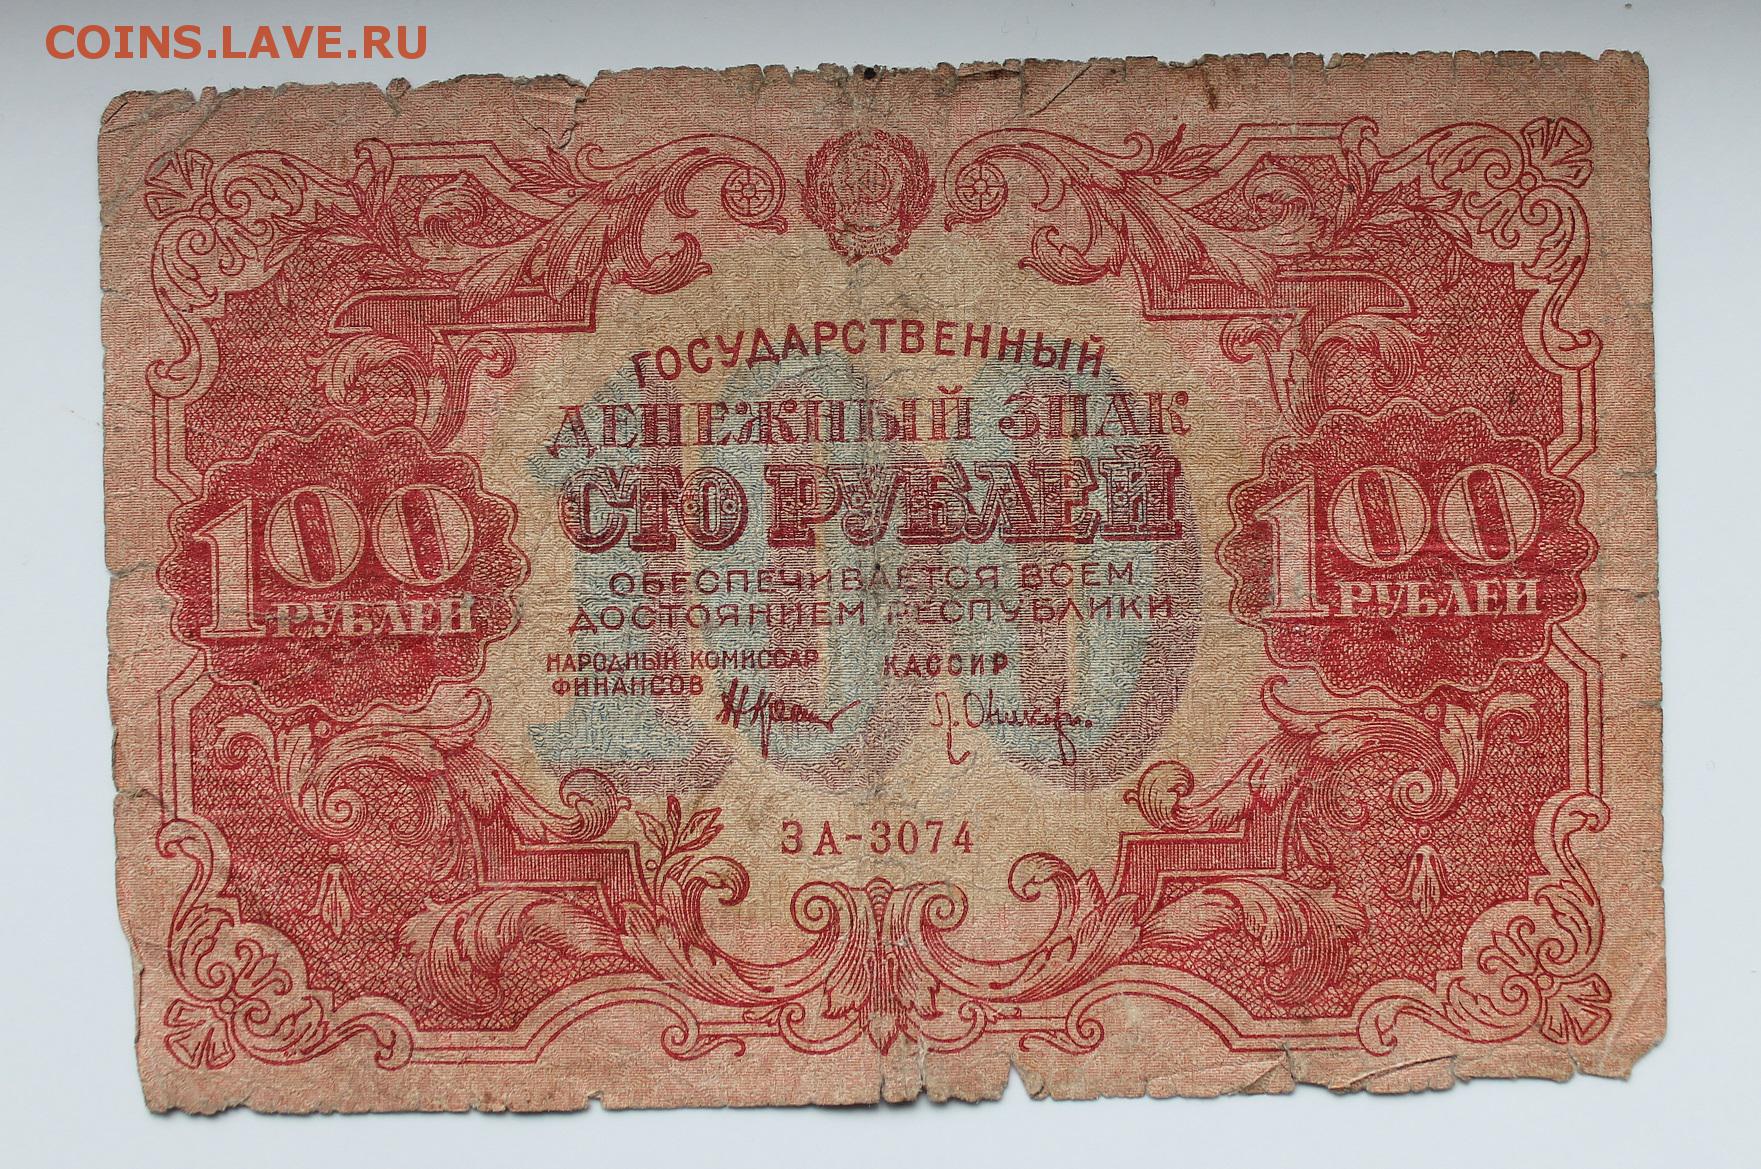 COINS.LAVE.RU
ГОСУДАРСТВЕННЫЙ
ДЕНЕЖНЫЙ ЗНАК
СТО РУБЛЕЙ
100
РУБЛЕЙ
100
РУБЛЕЙ
ОБЕСПЕЧИВАЕТСЯ ВСЕМ
ДОСТОЯНИЕМ РЕСПУБЛИКИ
НАРОДНЫЙ КОМИССАР
ФИНАНСОВ
КАССИР
ЗА-3074
100